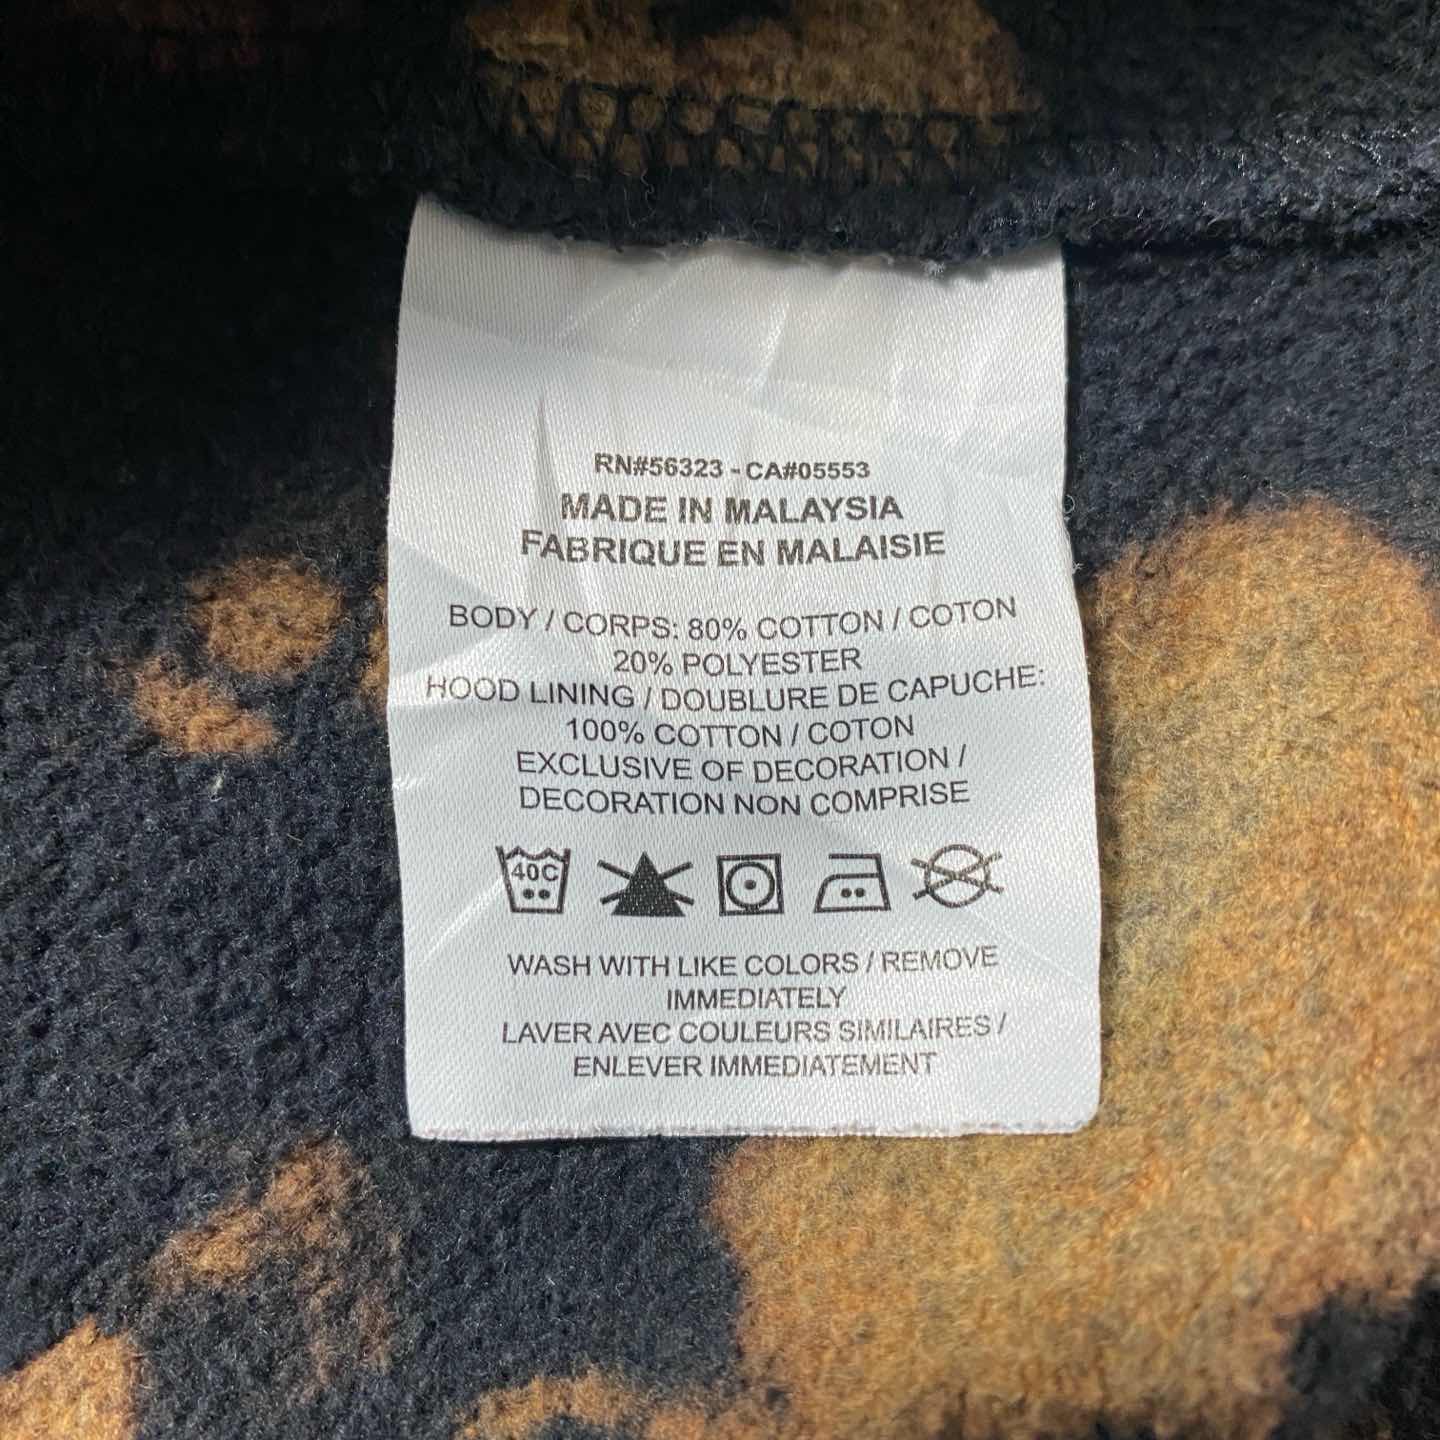 RN#56323 - CA#05553
MADE IN MALAYSIA
FABRIQUE EN MALAISIE
BODY / CORPS: 80% COTTON / COTON
20% POLYESTER
HOOD LINING / DOUBLURE DE CAPUCHE:
100% COTTON / COTON
EXCLUSIVE OF DECORATION /
DECORATION NON COMPRISE
40C
WASH WITH LIKE COLORS / REMOVE
IMMEDIATELY
LAVER AVEC COULEURS SIMILAIRES /
ENLEVER IMMEDIATEMENT